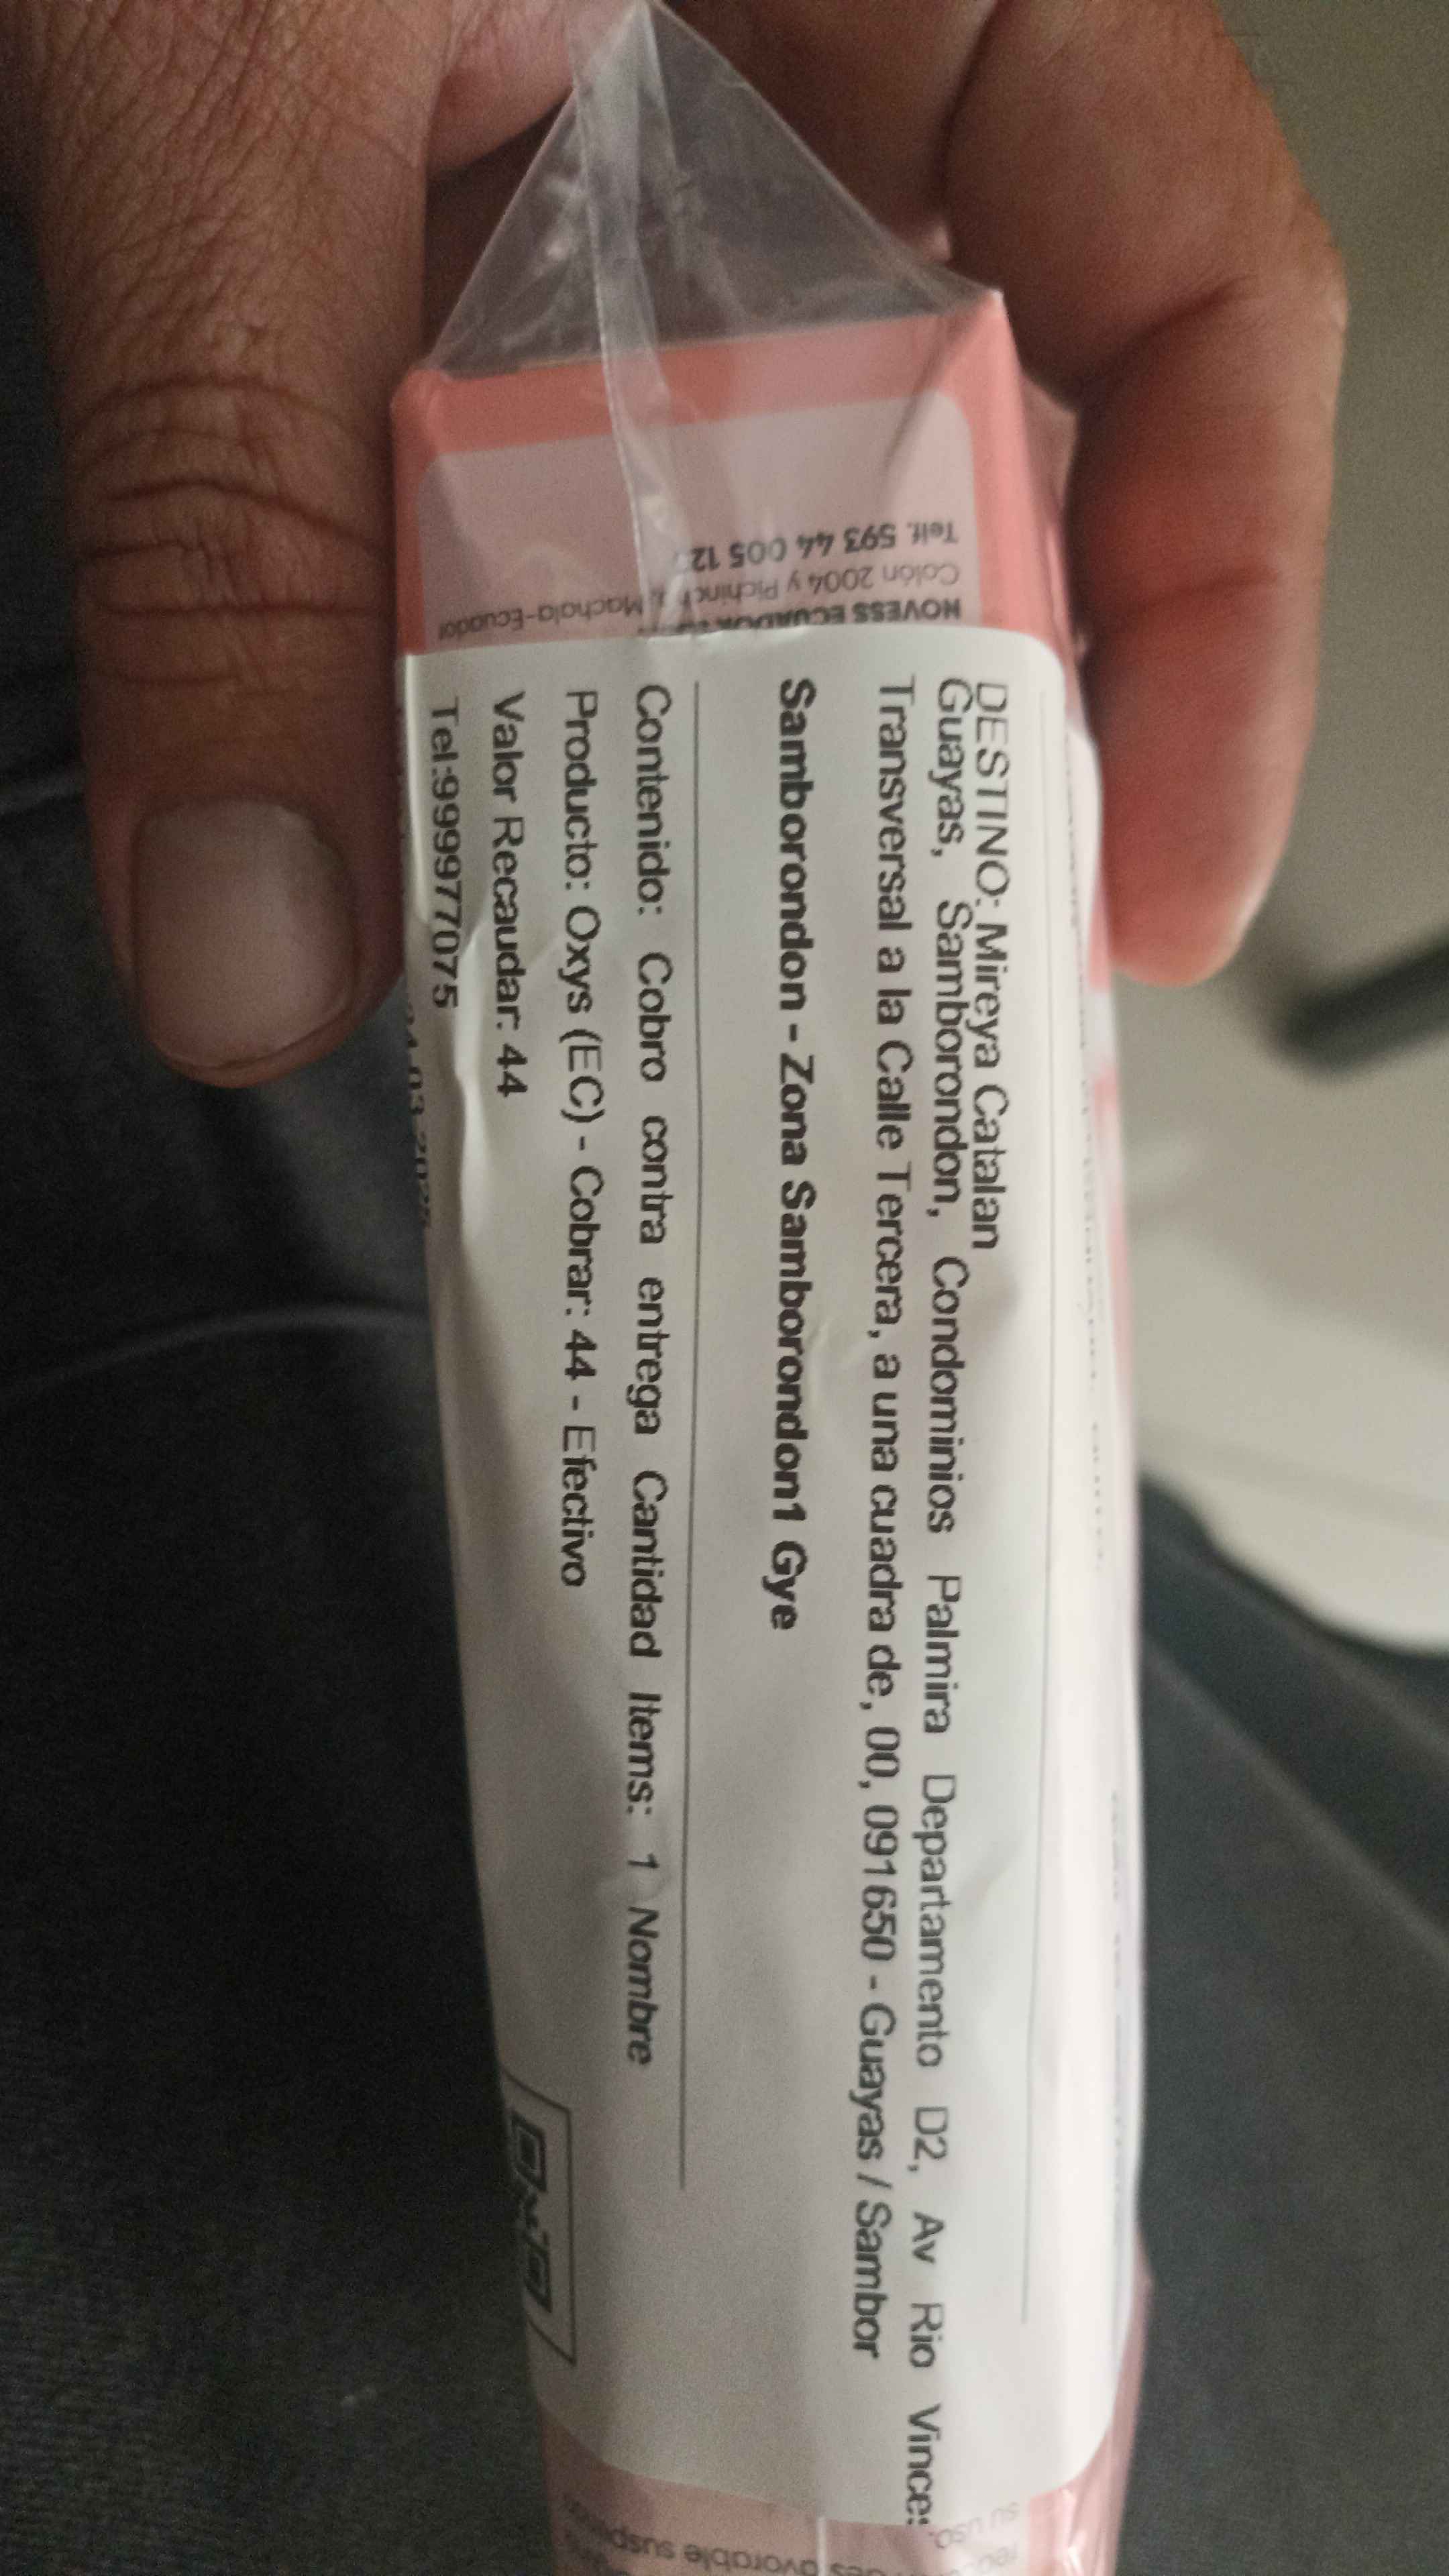 DESTINO: Mireya Catalan
Guayas, Samborondon, Condominios Palmira Departamento D2, Av Rio Vinces
Transversal a la Calle Tercera, a una cuadra de, 00, 091650 - Guayas / Sambor
Samborondon - Zona Samborondon1 Gye
Contenido: Cobro contra entrega Cantidad Items: 1 Nombre
Producto: Oxys (EC) - Cobrar: 44 - Efectivo
Valor Recaudar: 44
Tel:999977075
NOVESS ECUADOR
Colón 2004 y Pichincha, Machala-Ecuador
Telf. 593 44 005 12
su uso.